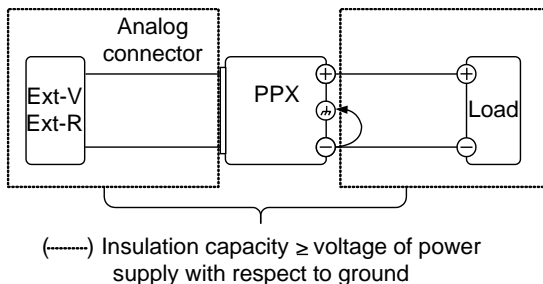 Analog
connector
Ext-V
Ext-R
PPX
+
-
+
-
Load
(┈┈) Insulation capacity ≥ voltage of power
supply with respect to ground